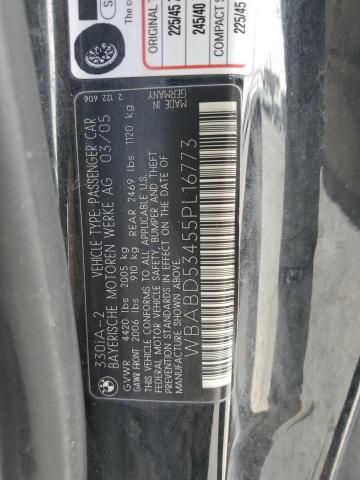 ORIGINAL T
225/45
245/40
COMPACT S
225/45
2 122 606
330iA-2 VEHICLE TYPE: PASSENGER CAR MADE IN
BAYERISCHE MOTOREN WERKE AG 03/05 GERMANY
GVWR 4420 lbs 2005 kg
GAWR FRONT 2006 lbs 910 kg REAR 2469 lbs 1120 kg
THIS VEHICLE CONFORMS TO ALL APPLICABLE U.S.
FEDERAL MOTOR VEHICLE SAFETY, BUMPER AND THEFT
PREVENTION STANDARDS IN EFFECT ON THE DATE OF
MANUFACTURE SHOWN ABOVE.
WBABD53455PL16773